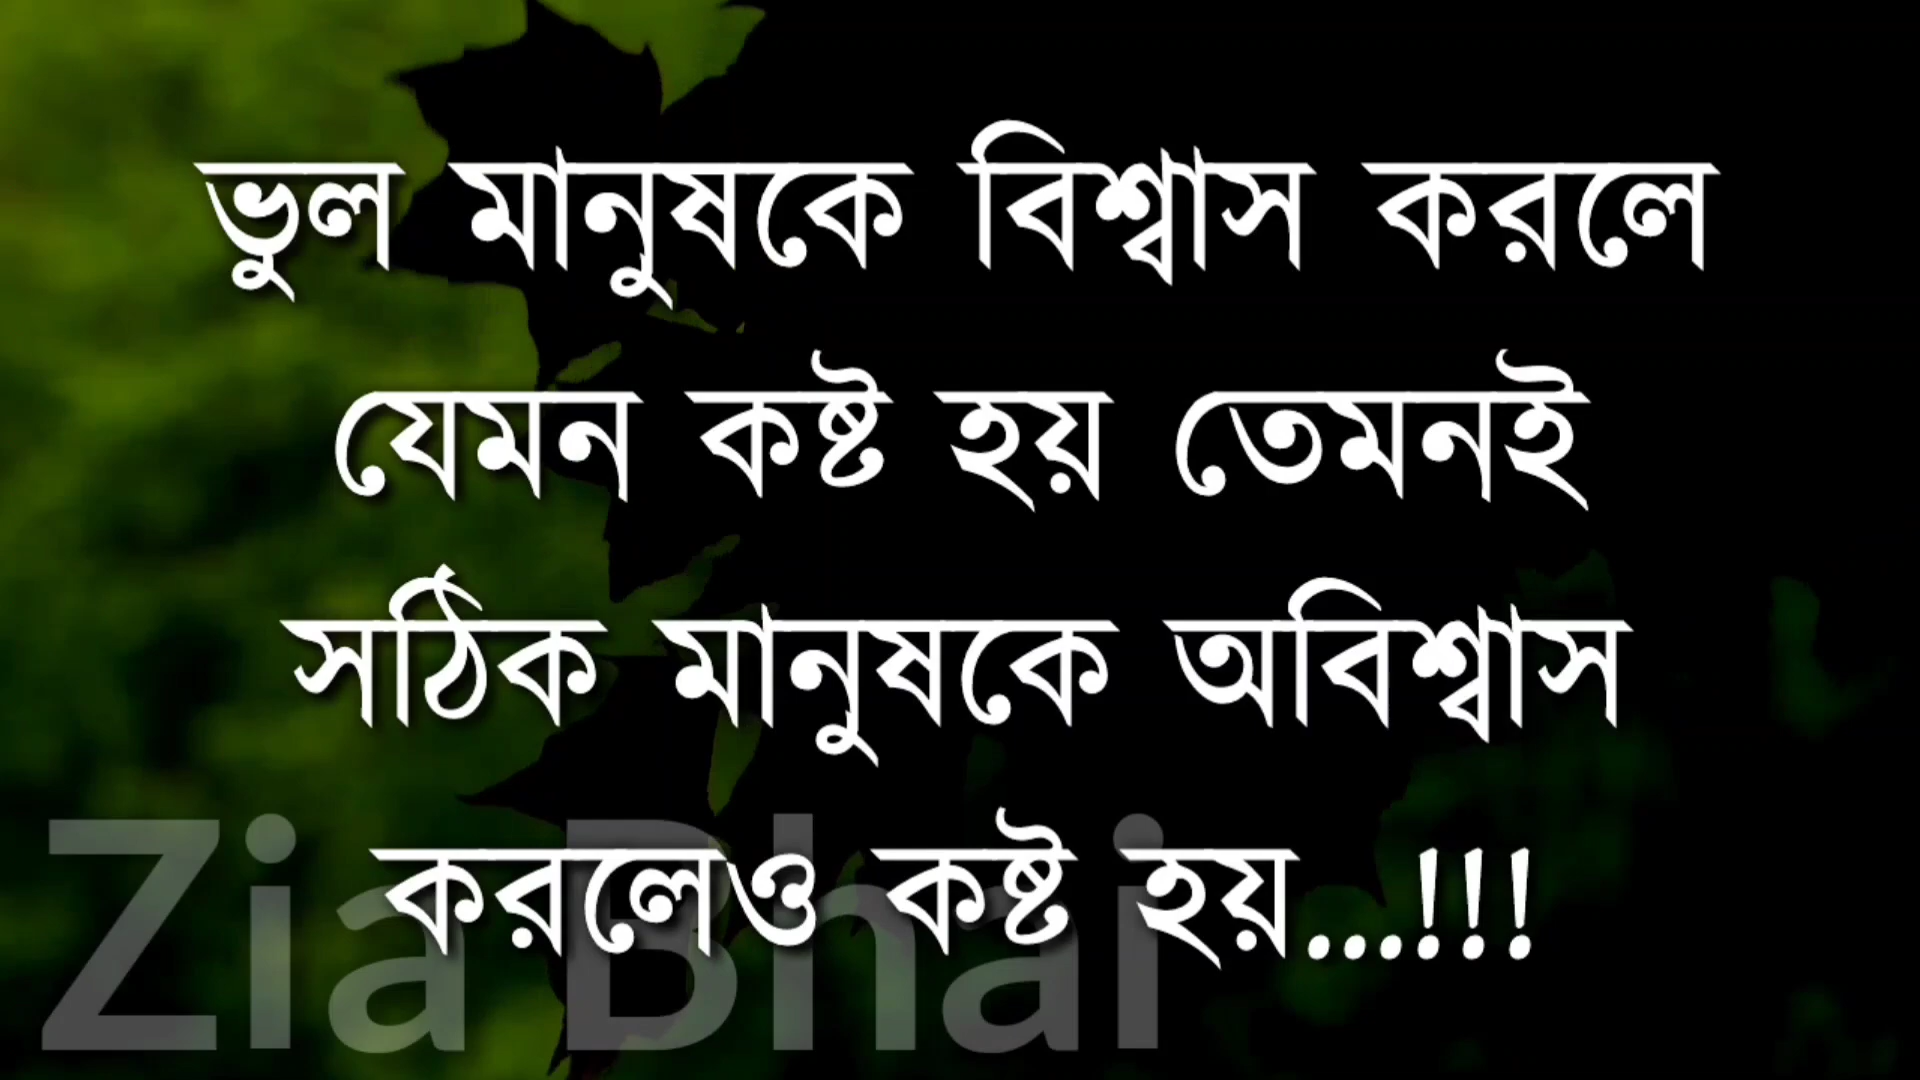 ভুল মানুষকে বিশ্বাস করলে
যেমন কষ্ট হয় তেমনই
সঠিক মানুষকে অবিশ্বাস
করলেও কষ্ট হয়...!!!
Zia Bhai